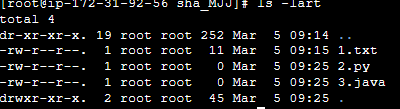 [root@ip-172-31-92-56 sha_MJJ]# ls -lart
total 4
dr-xr-xr-x. 19 root root 252 Mar  5 09:14 ..
-rw-r--r--.  1 root root  11 Mar  5 09:15 1.txt
-rw-r--r--.  1 root root   0 Mar  5 09:25 2.py
-rw-r--r--.  1 root root   0 Mar  5 09:25 3.java
drwxr-xr-x.  2 root root  45 Mar  5 09:25 .